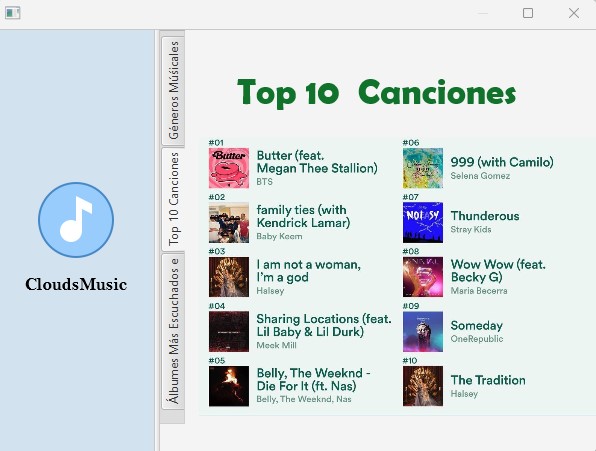 CloudsMusic
Géneros Músicales
Top 10 Canciones
Álbumes Más Escuchados e
Top 10 Canciones
#01
Butter (feat.
Megan Thee Stallion)
BTS
#02
family ties (with
Kendrick Lamar)
Baby Keem
#03
I am not a woman,
I'm a god
Halsey
#04
Sharing Locations (feat.
Lil Baby & Lil Durk)
Meek Mill
#05
Belly, The Weeknd -
Die For It (ft. Nas)
Belly, The Weeknd, Nas
#06
999 (with Camilo)
Selena Gomez
#07
Thunderous
Stray Kids
#08
Wow Wow (feat.
Becky G)
Maria Becerra
#09
Someday
OneRepublic
#10
The Tradition
Halsey
Butter
NOEASY